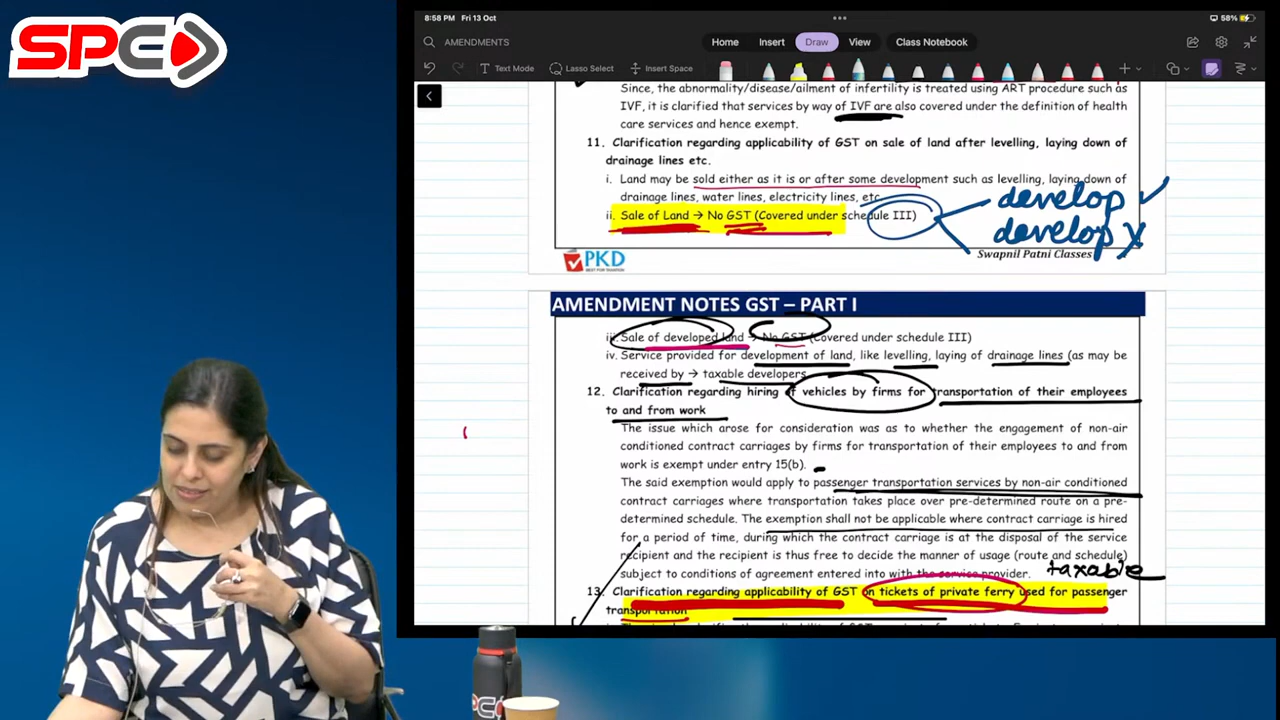 SPC
8:58 PM Fri 13 Oct
58%
AMENDMENTS
Home Insert Draw View Class Notebook
Text Mode Lasso Select Insert Space
Since, the abnormality/disease/ailment of infertility is treated using ART procedure such as
IVF, it is clarified that services by way of IVF are also covered under the definition of health
care services and hence exempt.
11. Clarification regarding applicability of GST on sale of land after levelling, laying down of
drainage lines etc.
i. Land may be sold either as it is or after some development such as levelling, laying down of
drainage lines, water lines, electricity lines, etc.
ii. Sale of Land → No GST (Covered under schedule III)
develop ✓
develop X
PKD
BEST FOR TAXATION
Swapnil Patni Classes
AMENDMENT NOTES GST – PART I
iii. Sale of developed land → No GST (Covered under schedule III)
iv. Service provided for development of land, like levelling, laying of drainage lines (as may be
received by → taxable developers
12. Clarification regarding hiring of vehicles by firms for transportation of their employees
to and from work
The issue which arose for consideration was as to whether the engagement of non-air
conditioned contract carriages by firms for transportation of their employees to and from
work is exempt under entry 15(b).
The said exemption would apply to passenger transportation services by non-air conditioned
contract carriages where transportation takes place over pre-determined route on a pre-
determined schedule. The exemption shall not be applicable where contract carriage is hired
for a period of time, during which the contract carriage is at the disposal of the service
recipient and the recipient is thus free to decide the manner of usage (route and schedule)
subject to conditions of agreement entered into with the service provider.
taxable
13. Clarification regarding applicability of GST on tickets of private ferry used for passenger
transportation
SPC